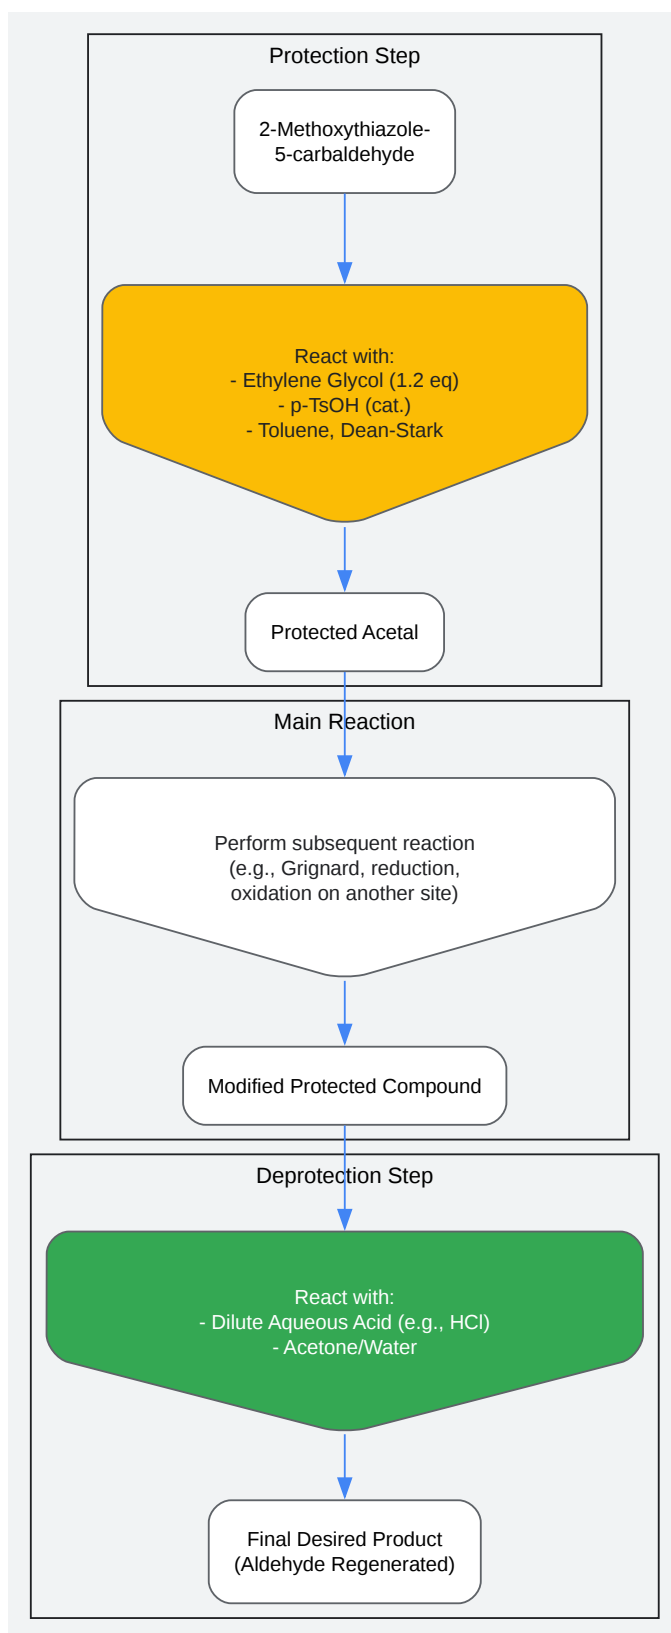 Protection Step
2-Methoxythiazole-
5-carbaldehyde
React with:
- Ethylene Glycol (1.2 eq)
- p-TsOH (cat.)
- Toluene, Dean-Stark
Protected Acetal
Main Reaction
Perform subsequent reaction
(e.g., Grignard, reduction,
oxidation on another site)
Modified Protected Compound
Deprotection Step
React with:
- Dilute Aqueous Acid (e.g., HCl)
- Acetone/Water
Final Desired Product
(Aldehyde Regenerated)